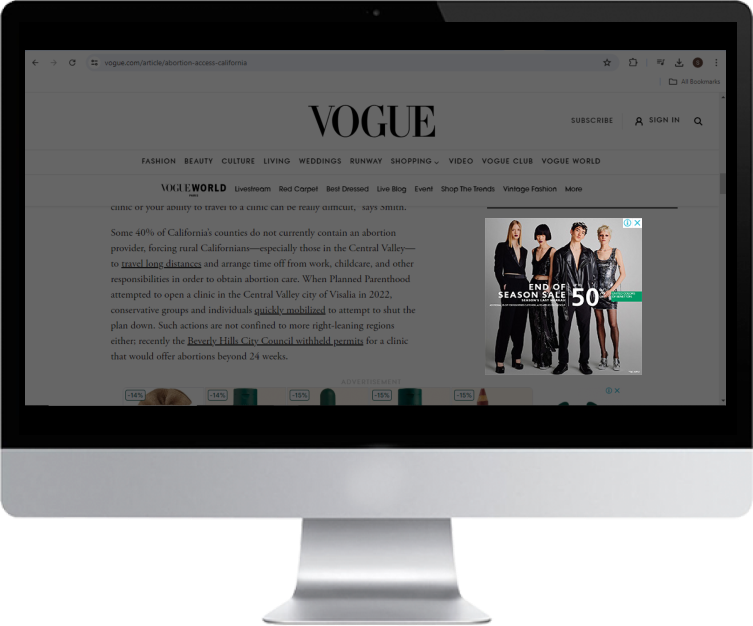 vogue.com/article/abortion-access-california
All Bookmarks
VOGUE
SUBSCRIBE
SIGN IN
FASHION BEAUTY CULTURE LIVING WEDDINGS RUNWAY SHOPPING VIDEO VOGUE CLUB VOGUE WORLD
VOGUEWORLD Livestream Red Carpet Best Dressed Live Blog Event Shop The Trends Vintage Fashion More
clinic or your ability to travel to a clinic can be really difficult," says Smith.
Some 40% of California's counties do not currently contain an abortion
provider, forcing rural Californians—especially those in the Central Valley—
to travel long distances and arrange time off from work, childcare, and other
responsibilities in order to obtain abortion care. When Planned Parenthood
attempted to open a clinic in the Central Valley city of Visalia in 2022,
conservative groups and individuals quickly mobilized to attempt to shut the
plan down. Such actions are not confined to more right-leaning regions
either; recently the Beverly Hills City Council withheld permits for a clinic
that would offer abortions beyond 24 weeks.
END OF
SEASON SALE
50%
ADVERTISEMENT
-14% -14% -15% -15% -15%